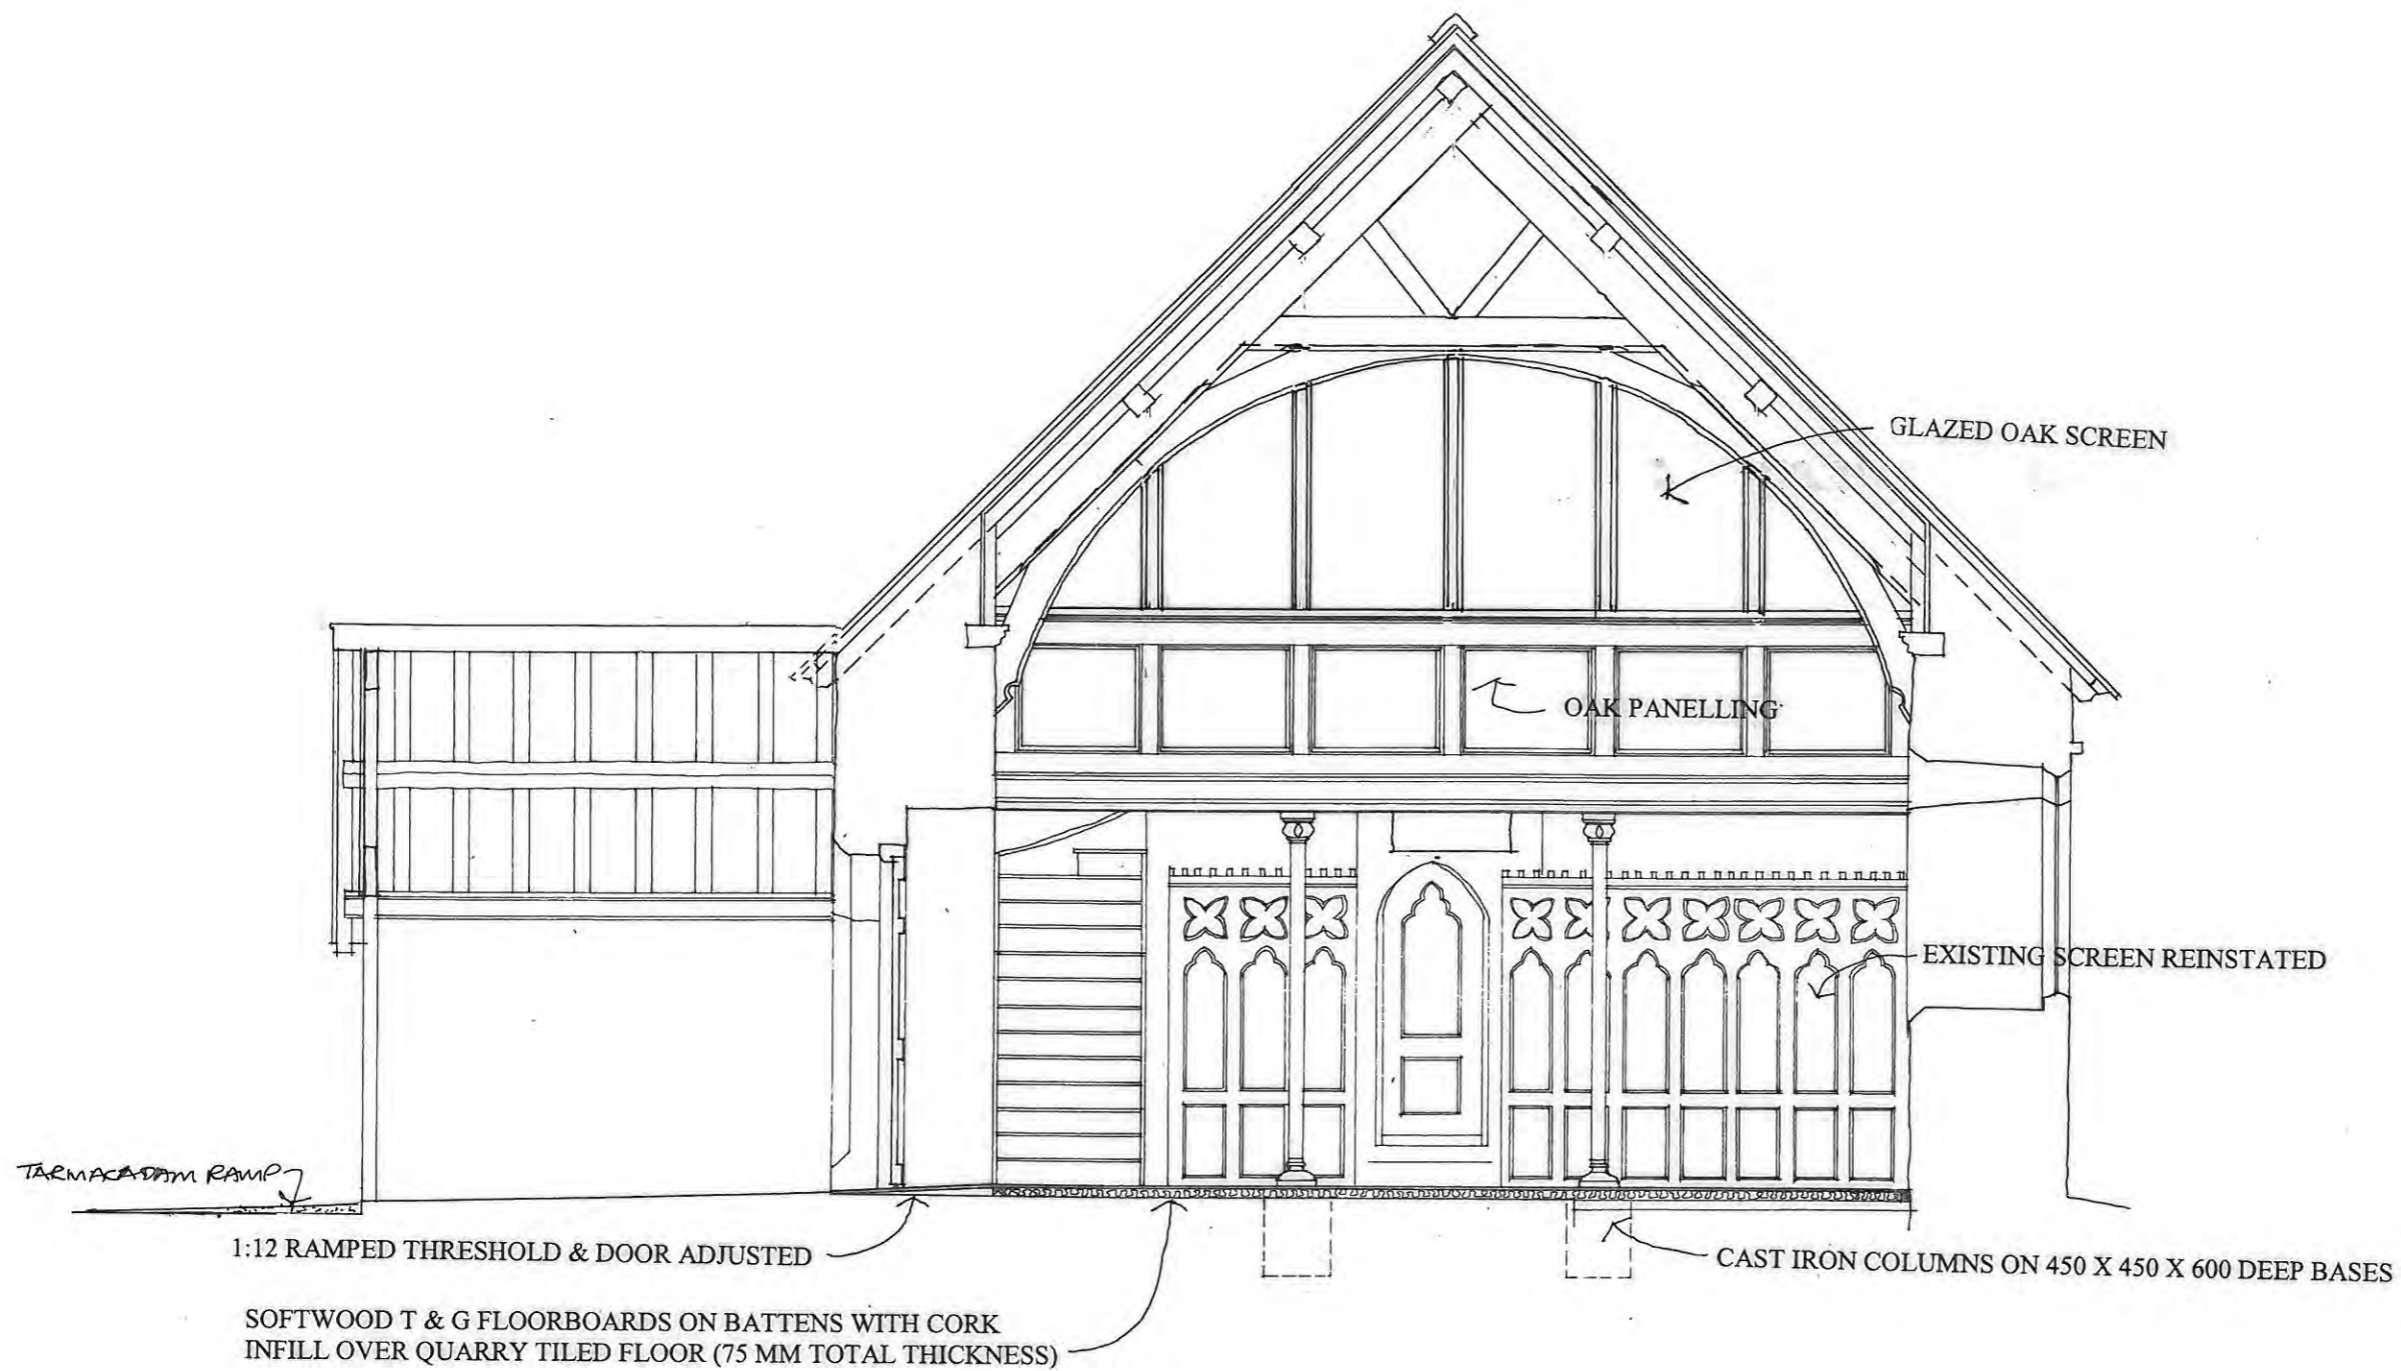 GLAZED OAK SCREEN
OAK PANELLING
EXISTING SCREEN REINSTATED
TARMACADAM RAMP
1:12 RAMPED THRESHOLD & DOOR ADJUSTED
CAST IRON COLUMNS ON 450 X 450 X 600 DEEP BASES
SOFTWOOD T & G FLOORBOARDS ON BATTENS WITH CORK
INFILL OVER QUARRY TILED FLOOR (75 MM TOTAL THICKNESS)